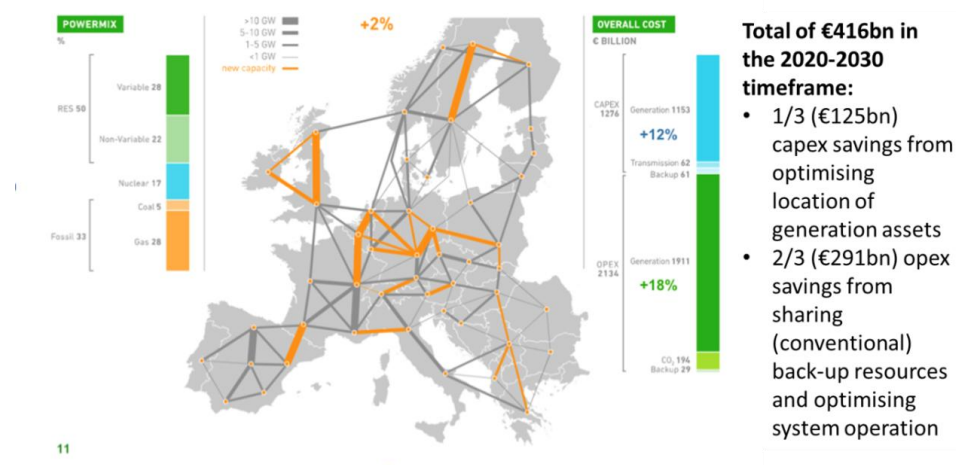 POWERMIX
%
Variable 28
RES 50
Non-Variable 22
Nuclear 17
Coal 5
Fossil 33
Gas 28
>10 GW
5-10 GW
1-5 GW
<1 GW
new capacity
+2%
OVERALL COST
€ BILLION
CAPEX
1276
Generation 1153
+12%
Transmission 62
Backup 61
OPEX
2134
Generation 1911
+18%
CO₂ 194
Backup 29
Total of €416bn in
the 2020-2030
timeframe:
• 1/3 (€125bn)
capex savings from
optimising
location of
generation assets
• 2/3 (€291bn) opex
savings from
sharing
(conventional)
back-up resources
and optimising
system operation
11